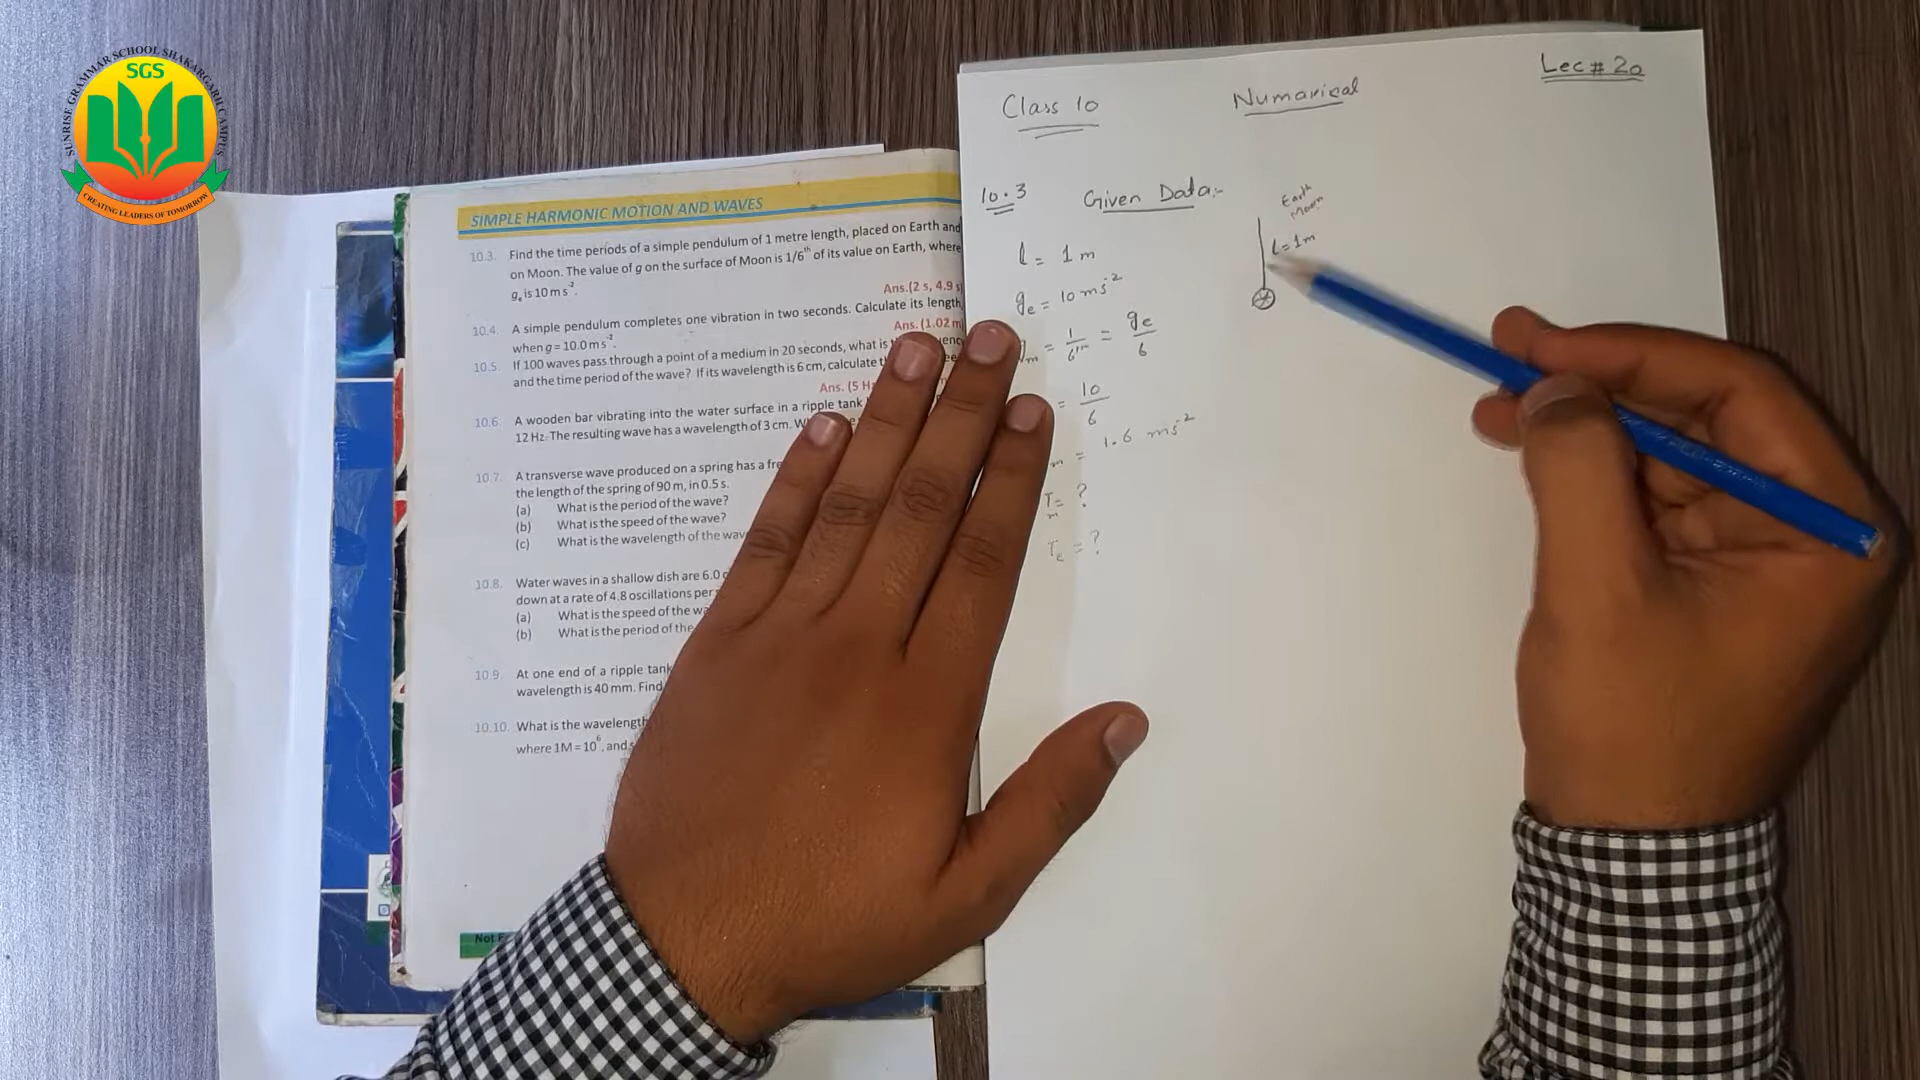 SUNRISE GRAMMAR SCHOOL SHAKARGARH CAMPUS
SGS
CREATING LEADERS OF TOMORROW
SIMPLE HARMONIC MOTION AND WAVES
10.3. Find the time periods of a simple pendulum of 1 metre length, placed on Earth and
on Moon. The value of g on the surface of Moon is 1/6th of its value on Earth, where
ge is 10 m s-2.
Ans.(2 s, 4.9 s
10.4. A simple pendulum completes one vibration in two seconds. Calculate its length,
when g = 10.0 m s-2.
Ans. (1.02 m
10.5. If 100 waves pass through a point of a medium in 20 seconds, what is
and the time period of the wave? If its wavelength is 6 cm, calculate
Ans. (5 H
10.6. A wooden bar vibrating into the water surface in a ripple tank
12 Hz. The resulting wave has a wavelength of 3 cm.
10.7. A transverse wave produced on a spring has a fre
the length of the spring of 90 m, in 0.5 s.
(a) What is the period of the wave?
(b) What is the speed of the wave?
(c) What is the wavelength of the wav
10.8. Water waves in a shallow dish are 6.0
down at a rate of 4.8 oscillations per
(a) What is the speed of the wa
(b) What is the period of the
10.9. At one end of a ripple tank
wavelength is 40 mm. Find
10.10. What is the wavelength
where 1M = 10^6, and
Not F
Class 10
Numarical
Lec # 20
10.3
Given Data:-
Earth
Moon
l = 1 m
l = 1m
ge = 10 ms-2
m = 1/6th = ge/6
= 10/6
m = 1.6 ms-2
Tm = ?
Te = ?